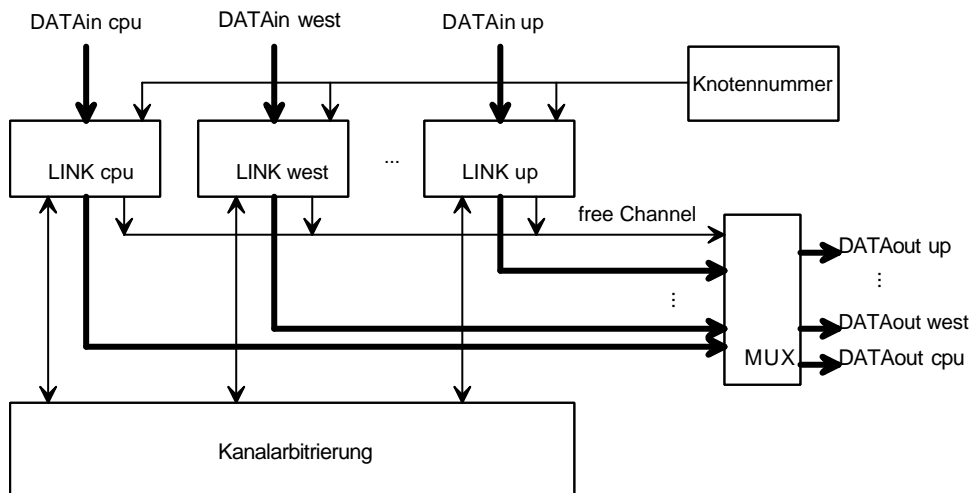 DATAin cpu
DATAin west
DATAin up
Knotennummer
LINK cpu
LINK west
...
LINK up
free Channel
DATAout up
...
...
DATAout west
MUX
DATAout cpu
Kanalarbitrierung